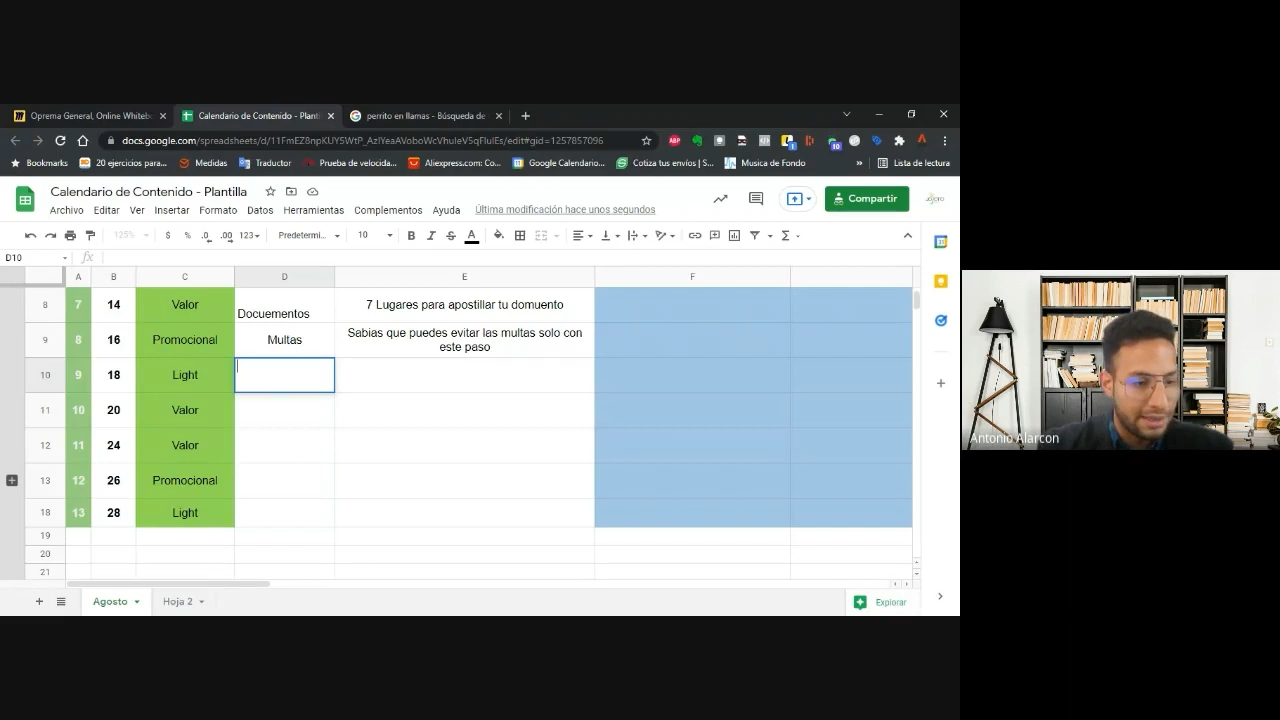 Oprema General, Online Whiteb
Calendario de Contenido - Planti
perrito en llamas - Búsqueda de
docs.google.com/spreadsheets/d/11FmEZ8npKUY5WtP_AzlYeaAVoboWcVhuleV5qFIulEs/edit#gid=1257857096
Bookmarks
20 ejercicios para...
Medidas
Traductor
Prueba de velocida...
Aliexpress.com: Co...
Google Calendario...
Cotiza tus envíos | S...
Musica de Fondo
»
Lista de lectura
Calendario de Contenido - Plantilla
Archivo Editar Ver Insertar Formato Datos Herramientas Complementos Ayuda Última modificación hace unos segundos
Compartir
125% $ % .0 .00 123 Predetermi... 10 B I S A
D10 fx
A B C D E F
8 7 14 Valor Docuementos 7 Lugares para apostillar tu domuento
9 8 16 Promocional Multas Sabias que puedes evitar las multas solo con
este paso
10 9 18 Light
11 10 20 Valor
12 11 24 Valor
13 12 26 Promocional
18 13 28 Light
19
20
21
Agosto Hoja 2
Explorar
Antonio Alarcon